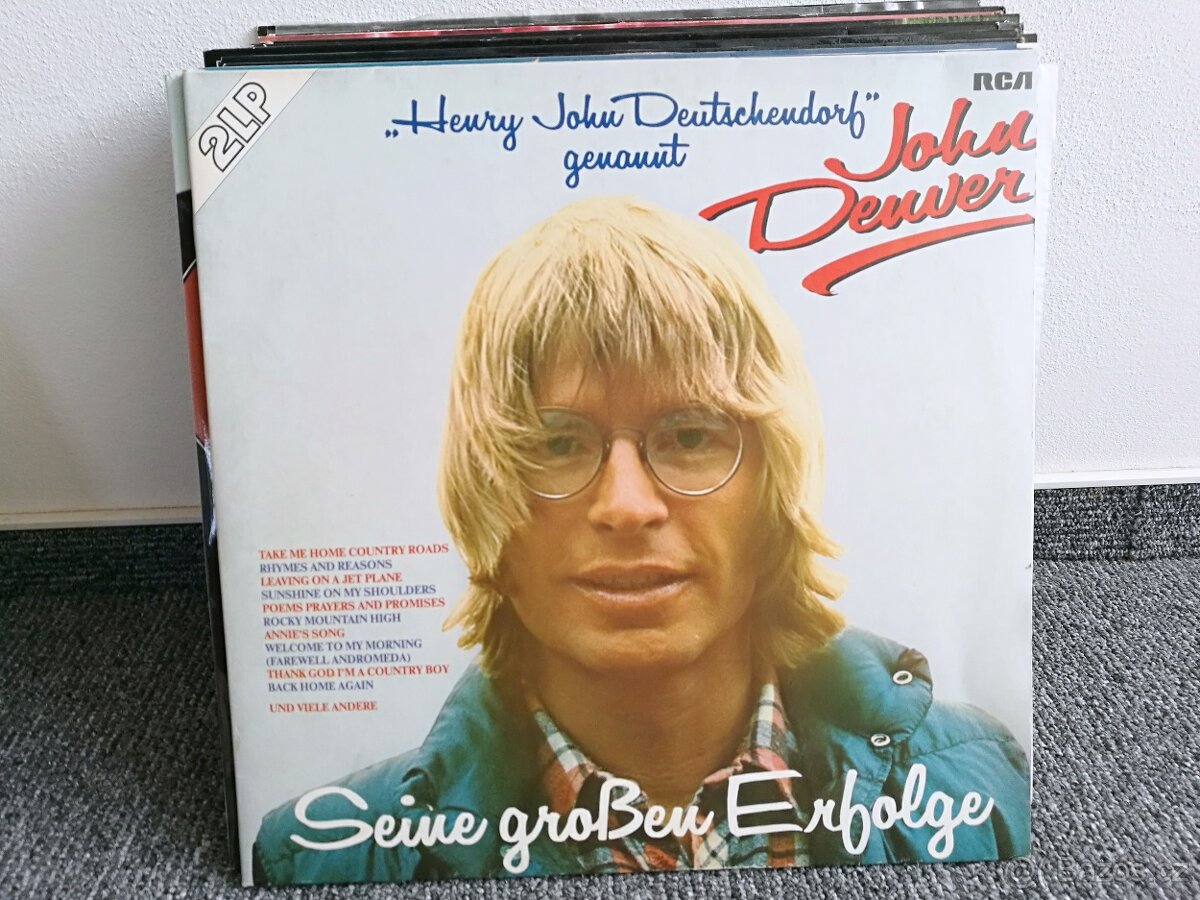 2LP
RCA
„Henry John Deutschendorf”
genannt
John
Denver
TAKE ME HOME COUNTRY ROADS
RHYMES AND REASONS
LEAVING ON A JET PLANE
SUNSHINE ON MY SHOULDERS
POEMS PRAYERS AND PROMISES
ROCKY MOUNTAIN HIGH
ANNIE'S SONG
WELCOME TO MY MORNING
(FAREWELL ANDROMEDA)
THANK GOD I'M A COUNTRY BOY
BACK HOME AGAIN
UND VIELE ANDERE
Seine großen Erfolge